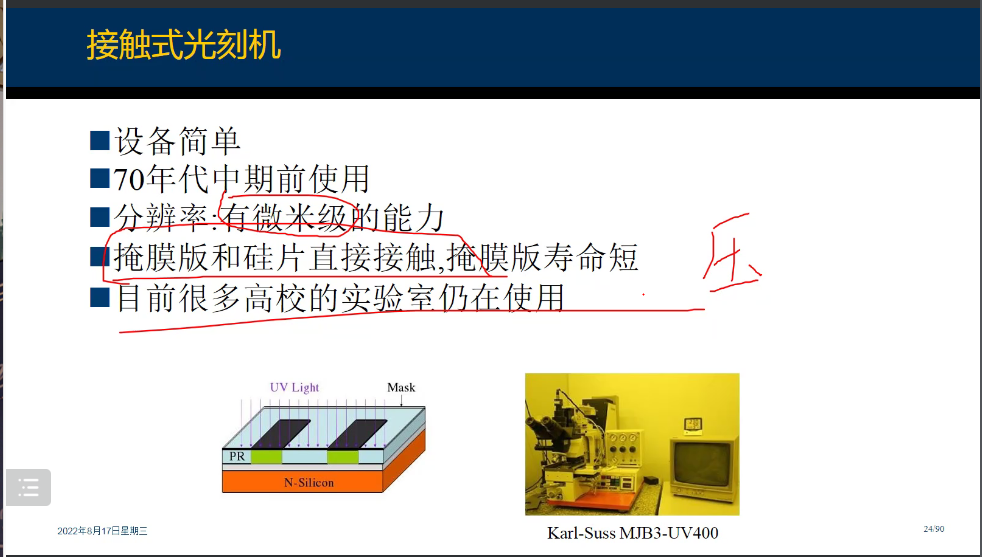 接触式光刻机
■设备简单
■70年代中期前使用
■分辨率:有微米级的能力
■掩膜版和硅片直接接触,掩膜版寿命短
■目前很多高校的实验室仍在使用
压
UV Light
Mask
PR
N-Silicon
Karl-Suss MJB3-UV400
2022年8月17日星期三
24/90